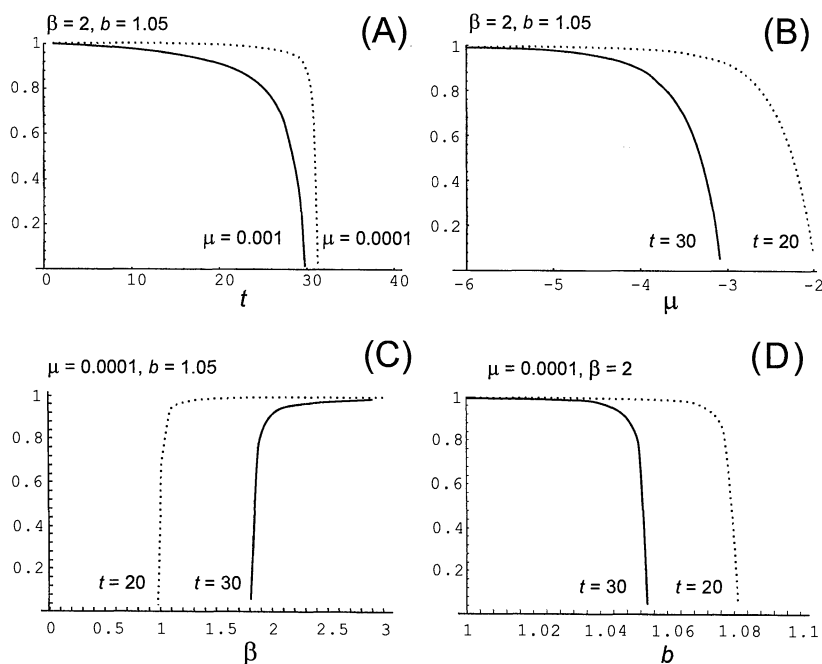 β = 2, b = 1.05
(A)
1
0.8
0.6
0.4
0.2
μ = 0.001 μ = 0.0001
0 10 20 30 40
t
β = 2, b = 1.05
(B)
1
0.8
0.6
0.4
0.2
t = 30 t = 20
-6 -5 -4 -3 -2
μ
μ = 0.0001, b = 1.05
(C)
1
0.8
0.6
0.4
0.2
t = 20 t = 30
0 0.5 1 1.5 2 2.5 3
β
μ = 0.0001, β = 2
(D)
1
0.8
0.6
0.4
0.2
t = 30 t = 20
1 1.02 1.04 1.06 1.08 1.1
b